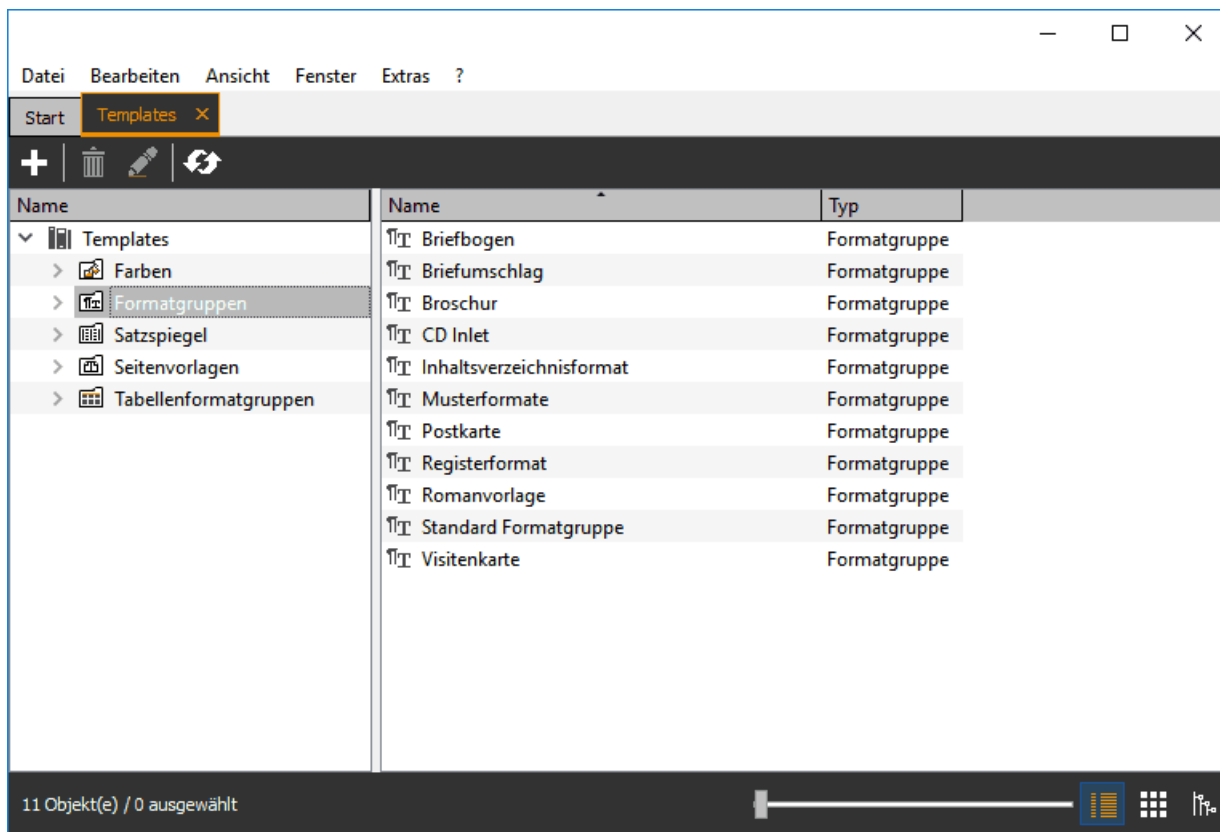 Datei Bearbeiten Ansicht Fenster Extras ?
Start Templates
Name
Templates
Farben
Formatgruppen
Satzspiegel
Seitenvorlagen
Tabellenformatgruppen
Name Typ
Briefbogen Formatgruppe
Briefumschlag Formatgruppe
Broschur Formatgruppe
CD Inlet Formatgruppe
Inhaltsverzeichnisformat Formatgruppe
Musterformate Formatgruppe
Postkarte Formatgruppe
Registerformat Formatgruppe
Romanvorlage Formatgruppe
Standard Formatgruppe Formatgruppe
Visitenkarte Formatgruppe
11 Objekt(e) / 0 ausgewählt